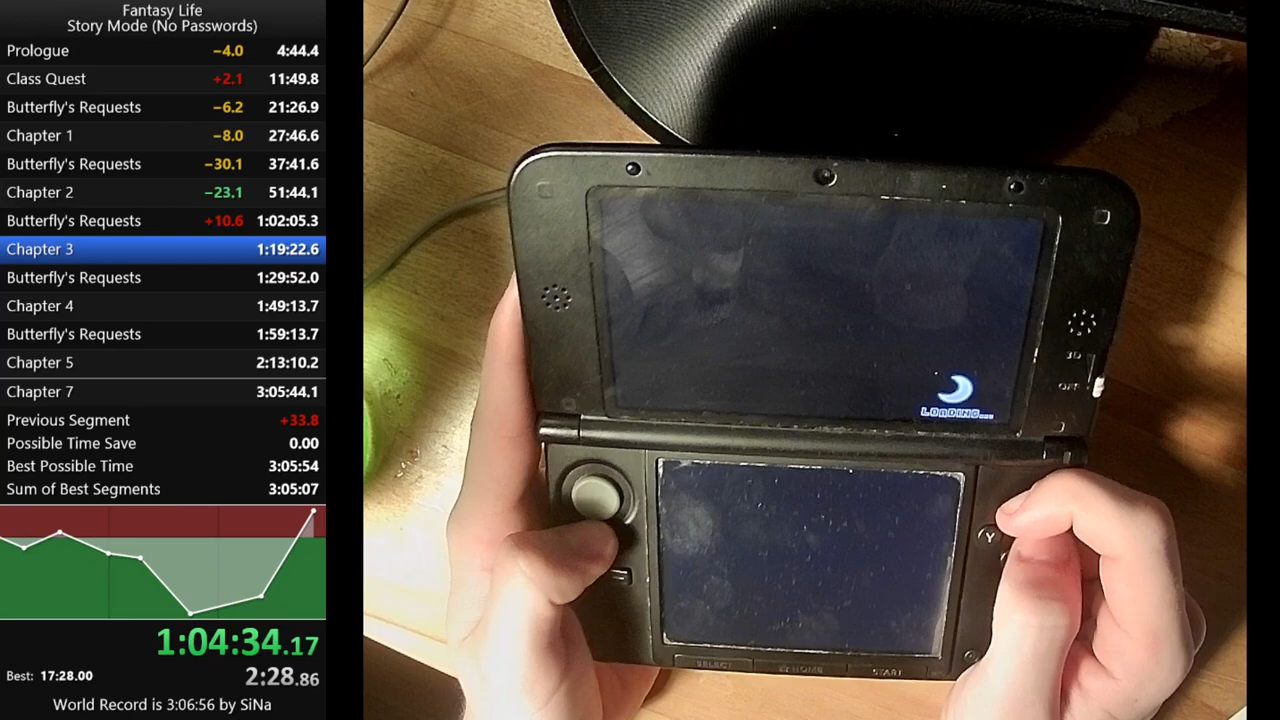 Fantasy Life
Story Mode (No Passwords)
Prologue −4.0 4:44.4
Class Quest +2.1 11:49.8
Butterfly's Requests −6.2 21:26.9
Chapter 1 −8.0 27:46.6
Butterfly's Requests −30.1 37:41.6
Chapter 2 −23.1 51:44.1
Butterfly's Requests +10.6 1:02:05.3
Chapter 3 1:19:22.6
Butterfly's Requests 1:29:52.0
Chapter 4 1:49:13.7
Butterfly's Requests 1:59:13.7
Chapter 5 2:13:10.2
Chapter 7 3:05:44.1
Previous Segment +33.8
Possible Time Save 0.00
Best Possible Time 3:05:54
Sum of Best Segments 3:05:07
1:04:34.17
Best: 17:28.00 2:28.86
World Record is 3:06:56 by SiNa
3D
OFF
LOADING...
Y
SELECT HOME START